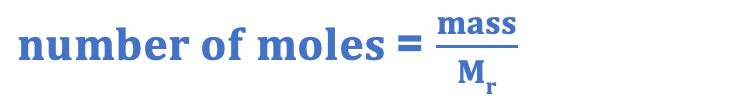 number of moles = mass
M_r